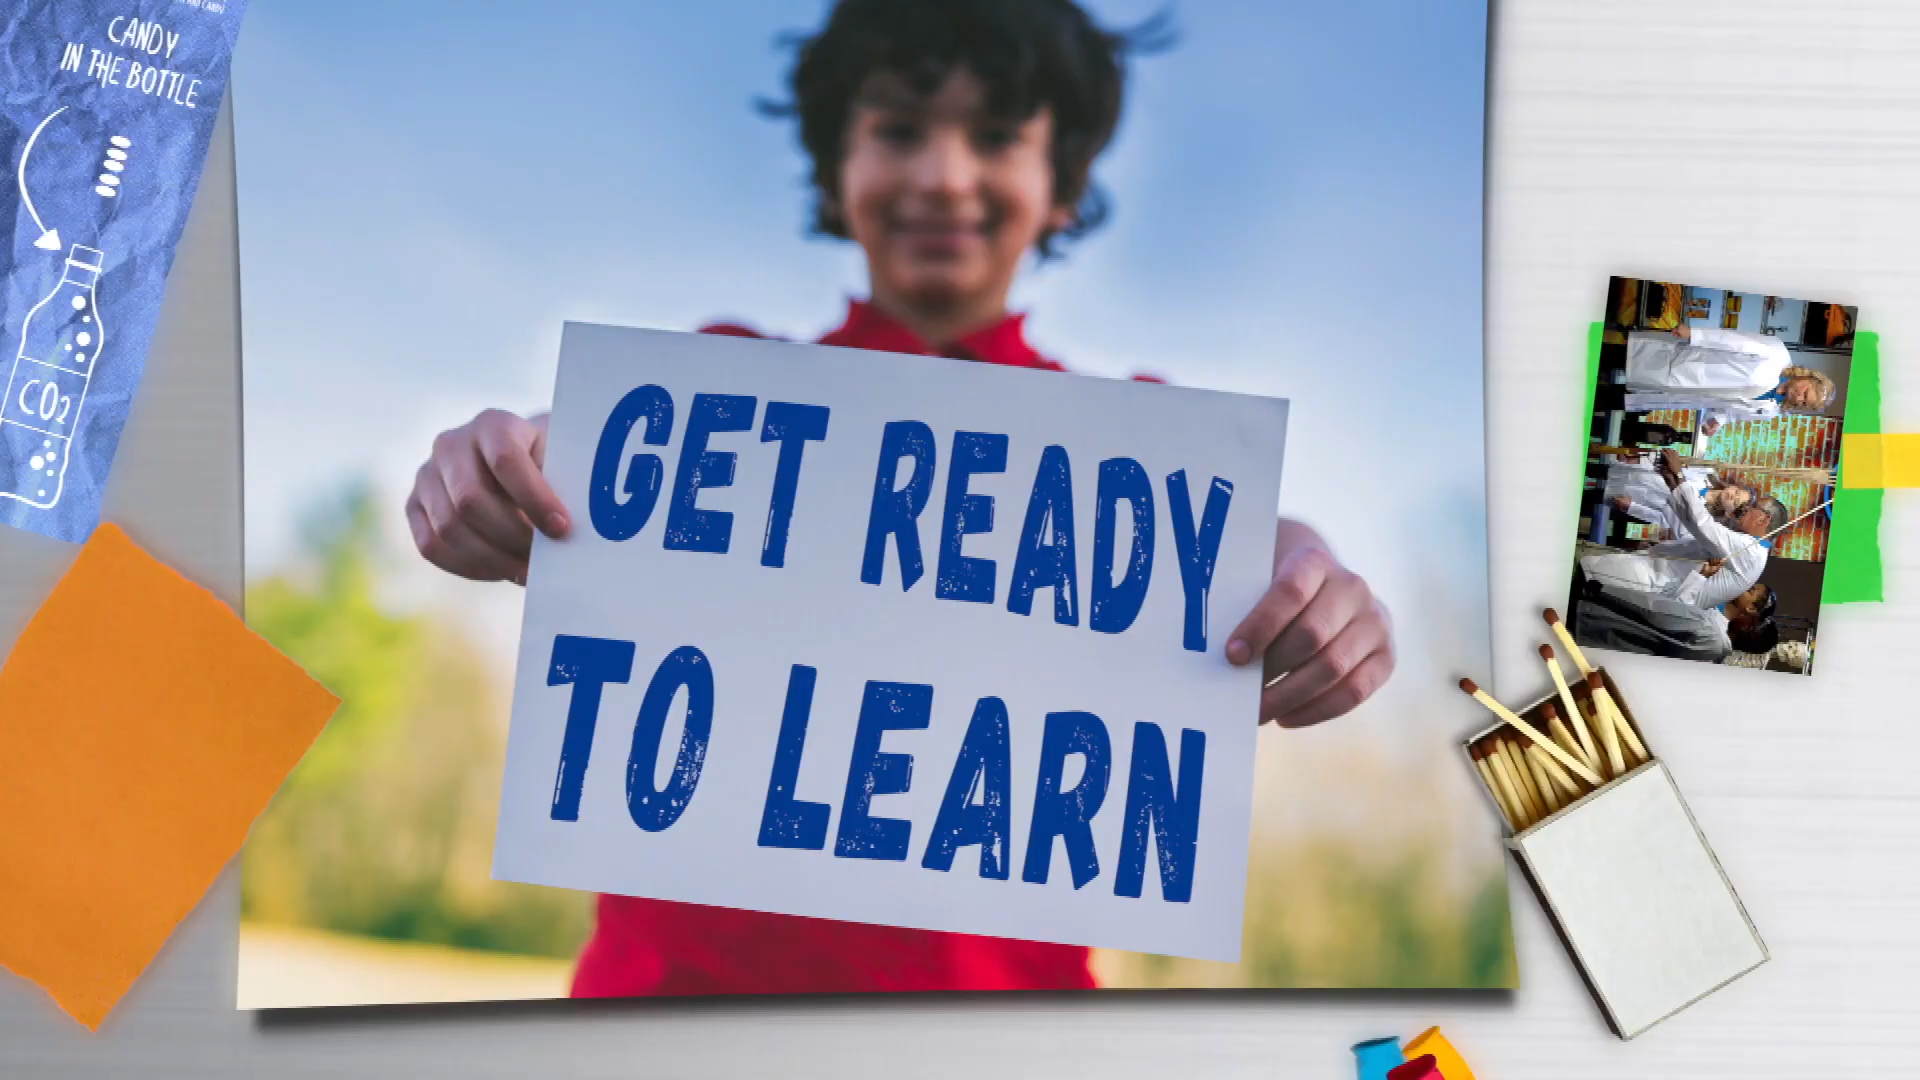 CANDY
IN THE BOTTLE
CO2
GET READY
TO LEARN